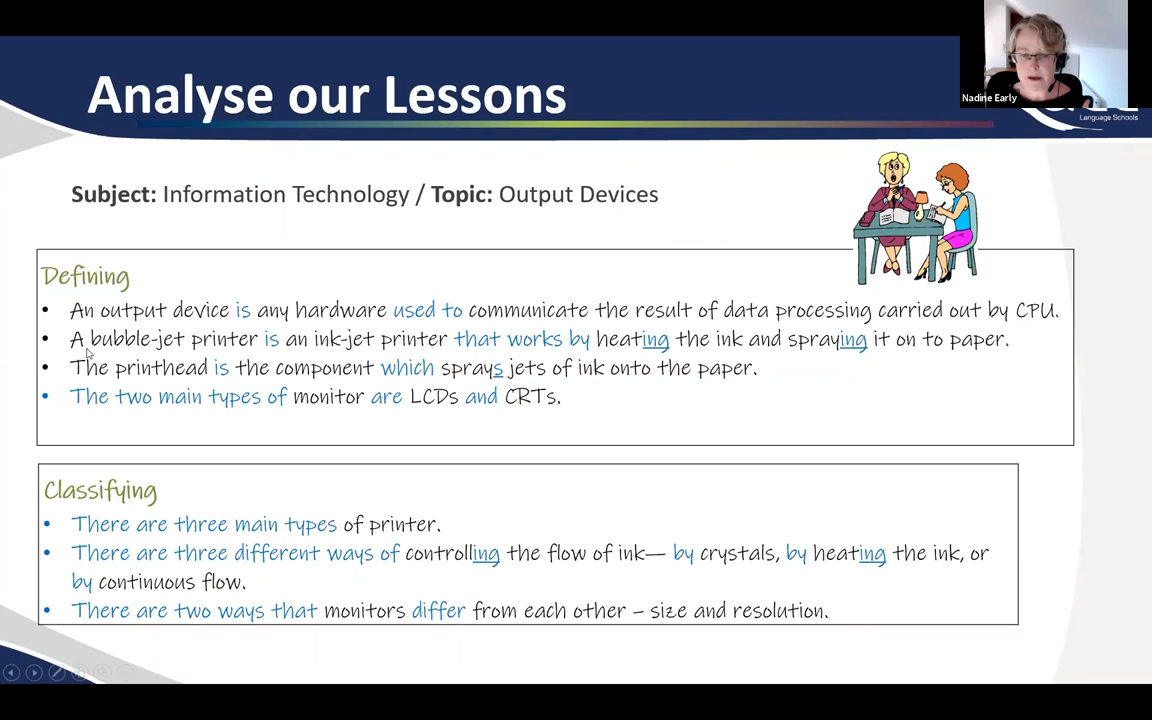 Analyse our Lessons
Nadine Early
Language Schools
Subject: Information Technology / Topic: Output Devices
Defining
• An output device is any hardware used to communicate the result of data processing carried out by CPU.
• A bubble-jet printer is an ink-jet printer that works by heating the ink and spraying it on to paper.
• The printhead is the component which sprays jets of ink onto the paper.
• The two main types of monitor are LCDs and CRTs.
Classifying
• There are three main types of printer.
• There are three different ways of controlling the flow of ink— by crystals, by heating the ink, or
by continuous flow.
• There are two ways that monitors differ from each other – size and resolution.